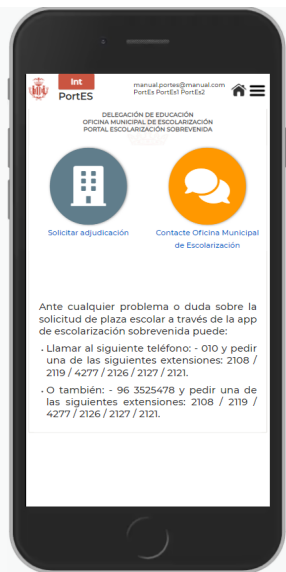 Int
PortES
manual.portes@manual.com
PortEs PortEs1 PortEs2
DELEGACIÓN DE EDUCACIÓN
OFICINA MUNICIPAL DE ESCOLARIZACIÓN
PORTAL ESCOLARIZACIÓN SOBREVENIDA
Solicitar adjudicación
Contacte Oficina Municipal
de Escolarización
Ante cualquier problema o duda sobre la
solicitud de plaza escolar a través de la app
de escolarización sobrevenida puede:
• Llamar al siguiente teléfono: - 010 y pedir
una de las siguientes extensiones: 2108 /
2119 / 4277 / 2126 / 2127 / 2121.
• O también: - 96 3525478 y pedir una de
las siguientes extensiones: 2108 / 2119 /
4277 / 2126 / 2127 / 2121.